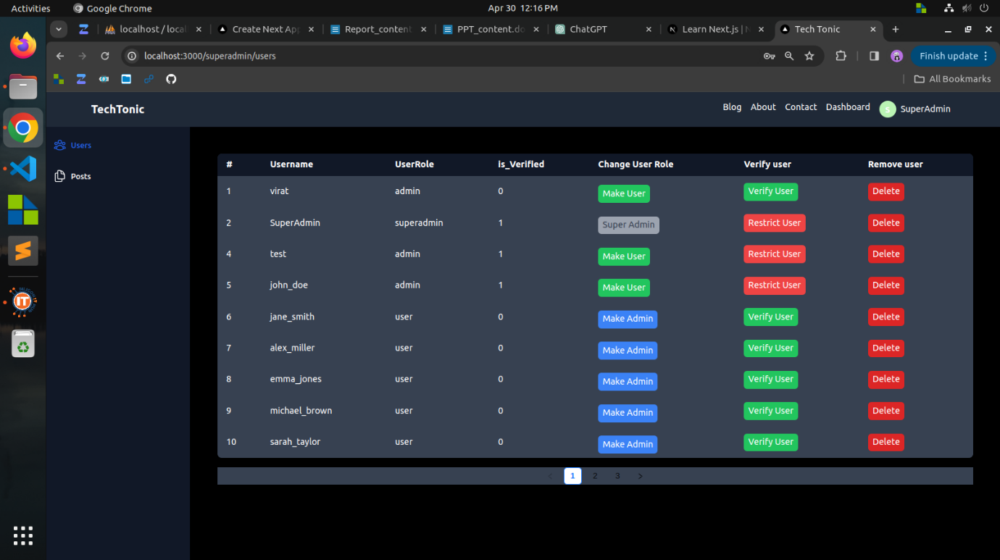 Activities Google Chrome Apr 30 12:16 PM
localhost / loca Create Next App Report_content PPT_content.do ChatGPT Learn Next.js | N Tech Tonic
localhost:3000/superadmin/users Finish update
All Bookmarks
TechTonic Blog About Contact Dashboard S SuperAdmin
Users
Posts
# Username UserRole is_Verified Change User Role Verify user Remove user
1 virat admin 0 Make User Verify User Delete
2 SuperAdmin superadmin 1 Super Admin Restrict User Delete
4 test admin 1 Make User Restrict User Delete
5 john_doe admin 1 Make User Restrict User Delete
6 jane_smith user 0 Make Admin Verify User Delete
7 alex_miller user 0 Make Admin Verify User Delete
8 emma_jones user 0 Make Admin Verify User Delete
9 michael_brown user 0 Make Admin Verify User Delete
10 sarah_taylor user 0 Make Admin Verify User Delete
< 1 2 3 >
IT